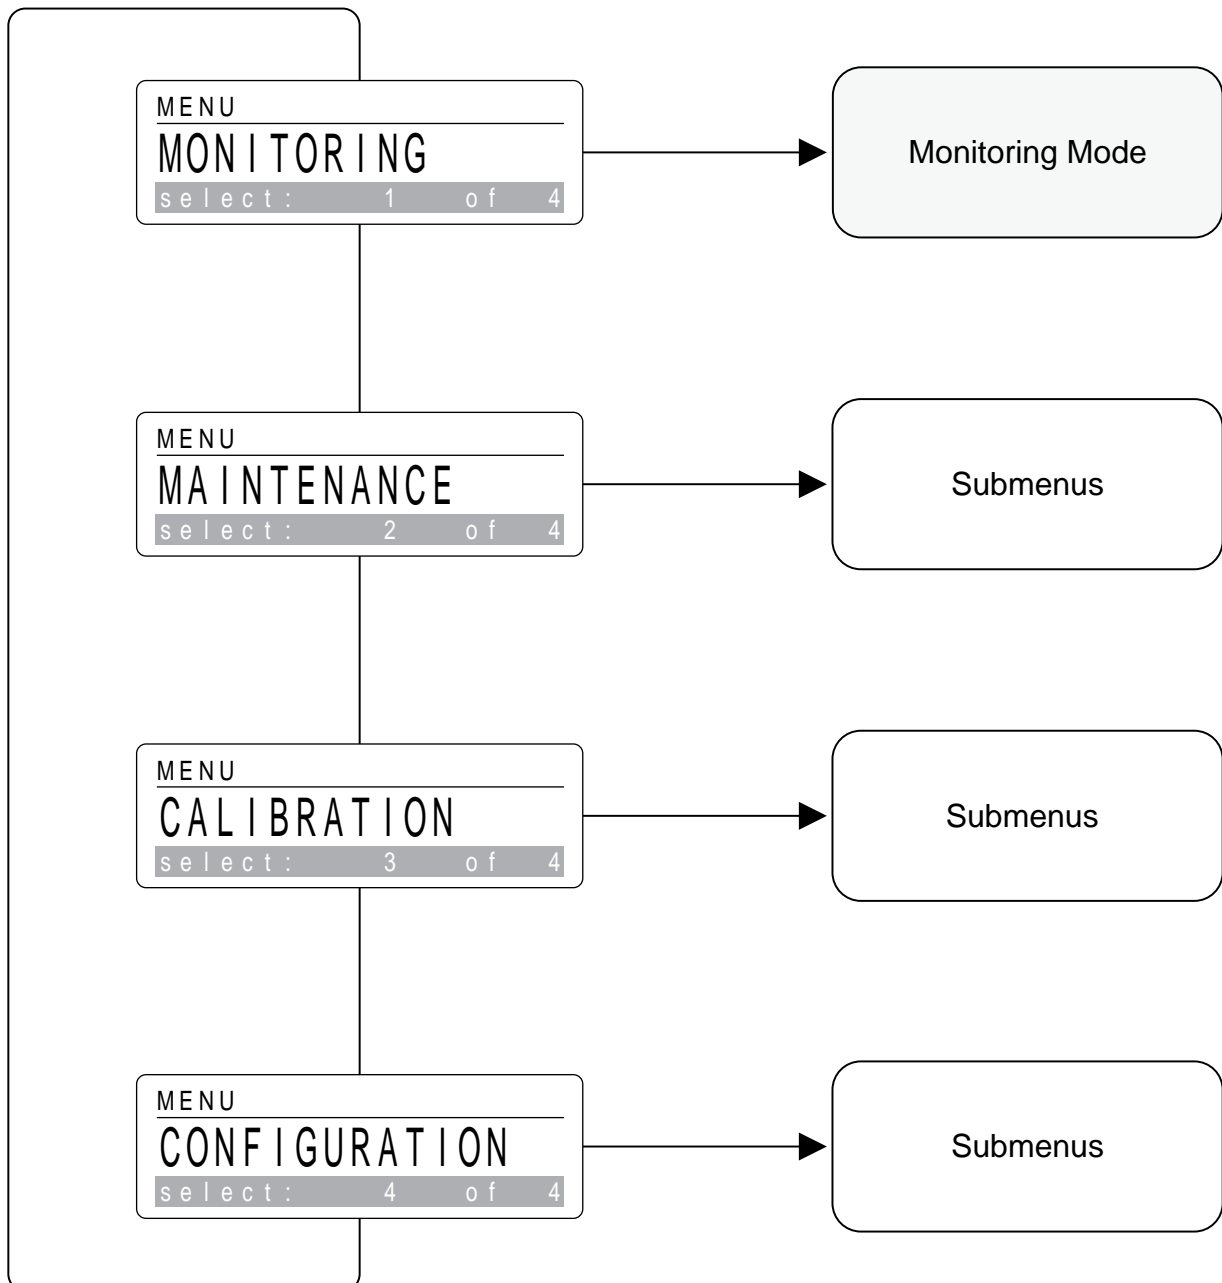 MENU
MONITORING
select: 1 of 4
Monitoring Mode
MENU
MAINTENANCE
select: 2 of 4
Submenus
MENU
CALIBRATION
select: 3 of 4
Submenus
MENU
CONFIGURATION
select: 4 of 4
Submenus